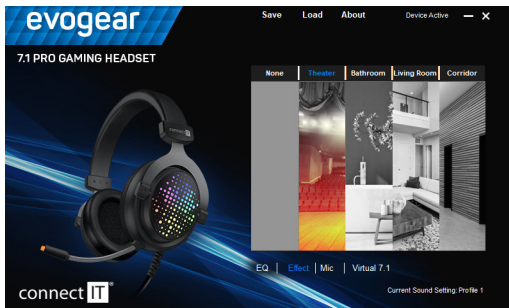 evogear
Save Load About Device Active
7.1 PRO GAMING HEADSET
None Theater Bathroom Living Room Corridor
EQ | Effect | Mic | Virtual 7.1
connect IT
Current Sound Setting: Profile 1